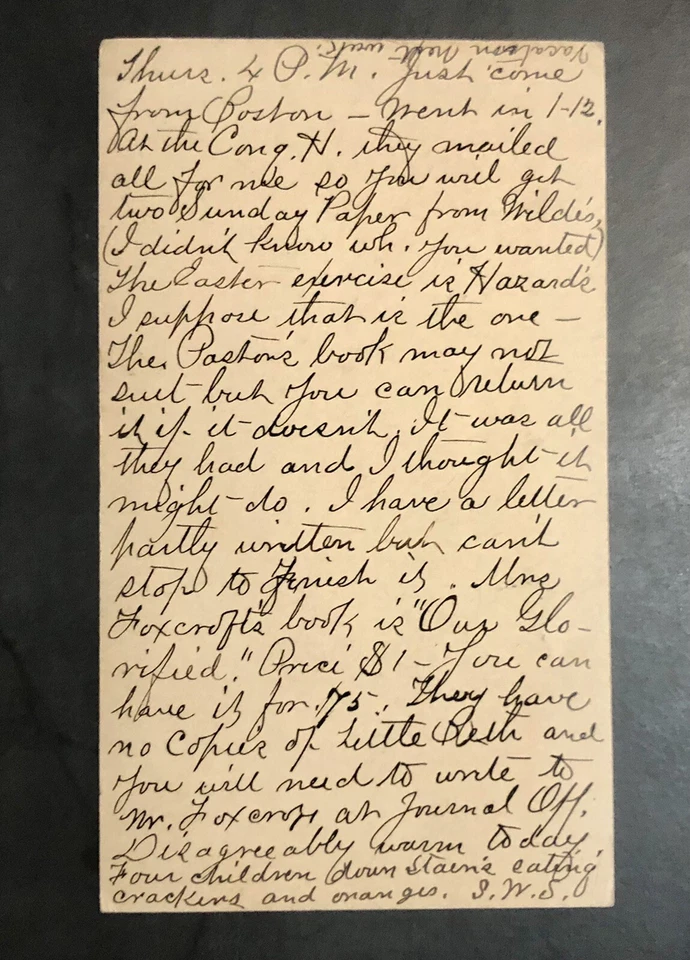 Vacation next week.
Thurs. 4 P.M. Just come
from Boston — Went in 1-12.
At the Cong. H. they mailed
all for me so you will get
two Sunday Paper from Wilde's,
(I didn't know wh. you wanted)
The Easter exercise is Hazard's
I suppose that is the one —
The Pastor's book may not
suit but you can return
it if it doesn't. It was all
they had and I thought it
might do. I have a letter
partly written but can't
stop to finish it. Mrs
Foxcroft's book is "Our Glo-
rified." Price $1 — You can
have it for .75. They have
no Copies of Little Beth and
you will need to write to
Mr. Foxcroft at Journal Off.
Disagreeably warm today.
Four children down stairs eating
crackers and oranges. I.W.S.